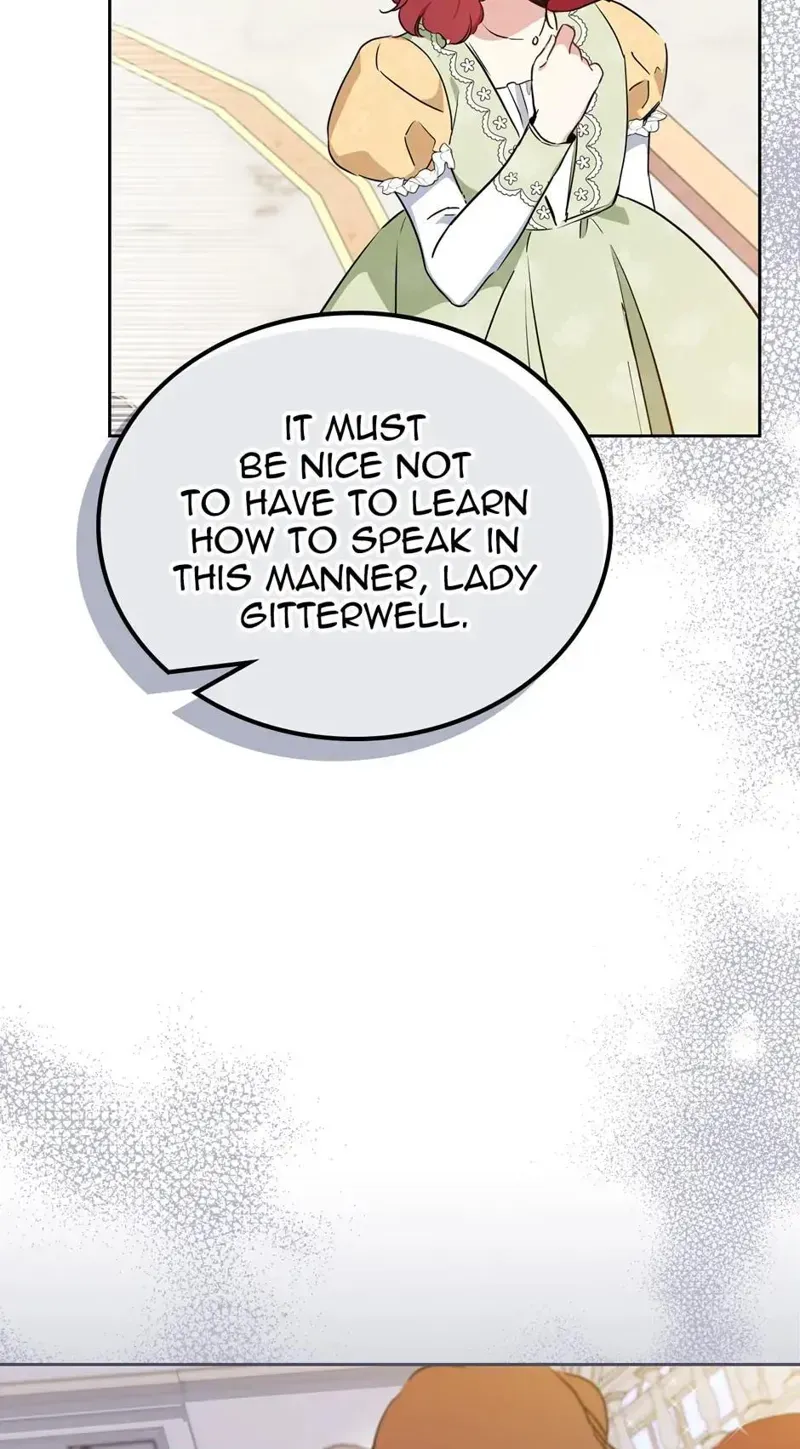 IT MUST
BE NICE NOT
TO HAVE TO LEARN
HOW TO SPEAK IN
THIS MANNER, LADY
GITTERWELL.